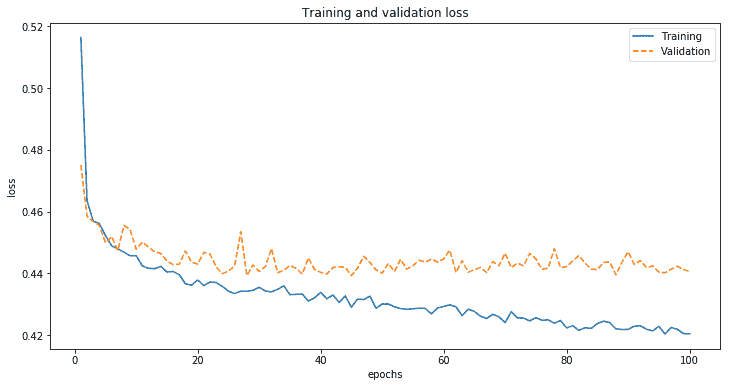 Training and validation loss
Training
Validation
0.52
0.50
0.48
0.46
0.44
0.42
loss
0
20
40
60
80
100
epochs